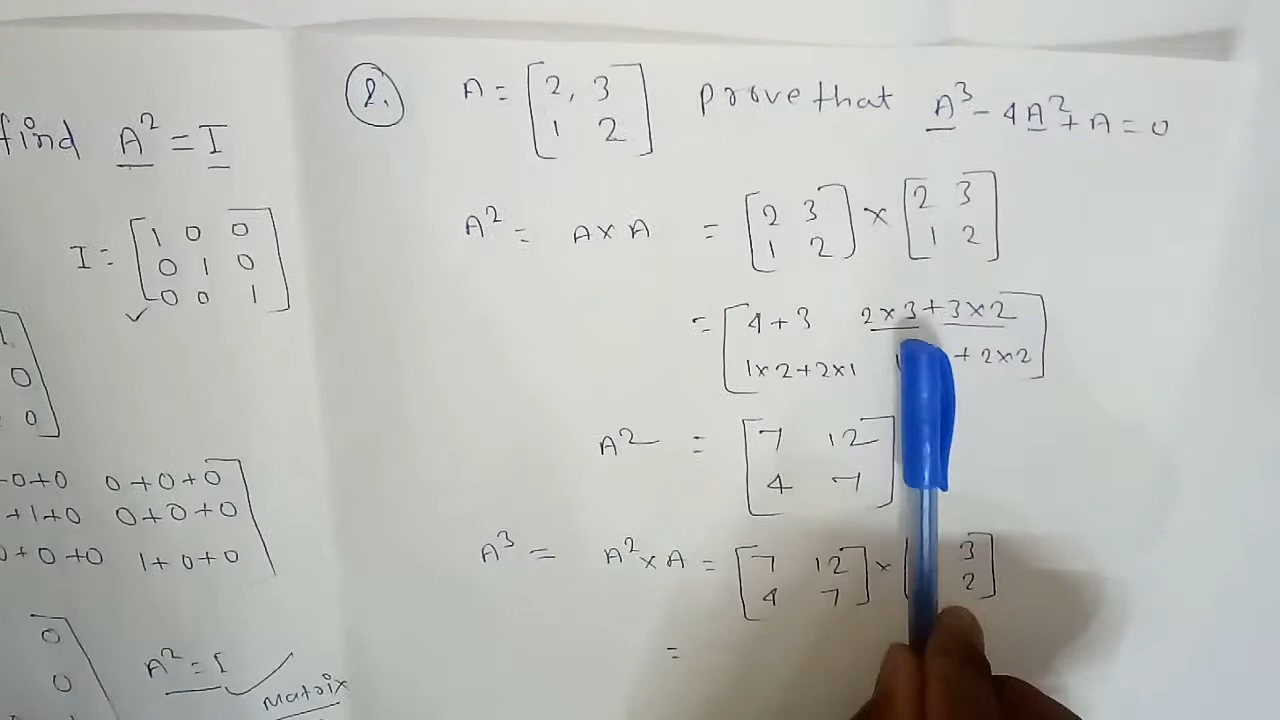 find A² = I
I = [1 0 0
0 1 0
0 0 1]
✓
1
0
0
-0+0 0+0+0
+1+0 0+0+0
0+0+0 1+0+0
0
0
A² = I
Matrix
2. A = [2, 3
1 2] prove that A³ - 4A² + A = 0
A² = A×A = [2 3
1 2] × [2 3
1 2]
= [4+3 2×3+3×2
1×2+2×1 + 2×2]
A² = [7 12
4 7]
A³ = A²×A = [7 12
4 7] × [ 3
2]
=